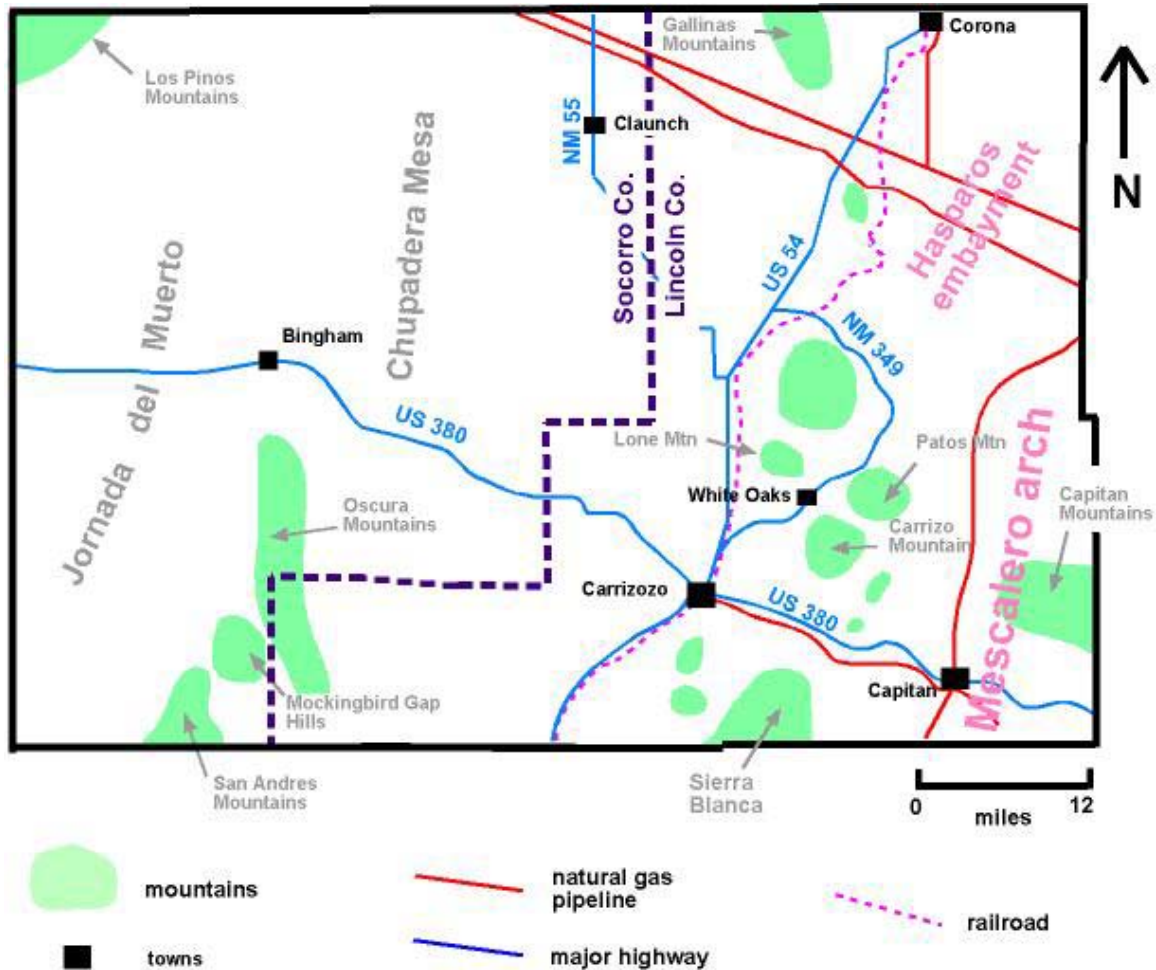 Gallinas
Mountains
Corona
Los Pinos
Mountains
NM 55
Claunch
N
Chupadera Mesa
Socorro Co.
Lincoln Co.
Hasparos
embayment
US 54
Jornada del Muerto
Bingham
NM 349
US 380
Lone Mtn
Patos Mtn
White Oaks
Capitan
Mountains
Oscura
Mountains
Carrizo
Mountain
Mescalero arch
Carrizozo
US 380
Capitan
Mockingbird Gap
Hills
San Andres
Mountains
Sierra
Blanca
0 12
miles
mountains
natural gas
pipeline
railroad
towns
major highway